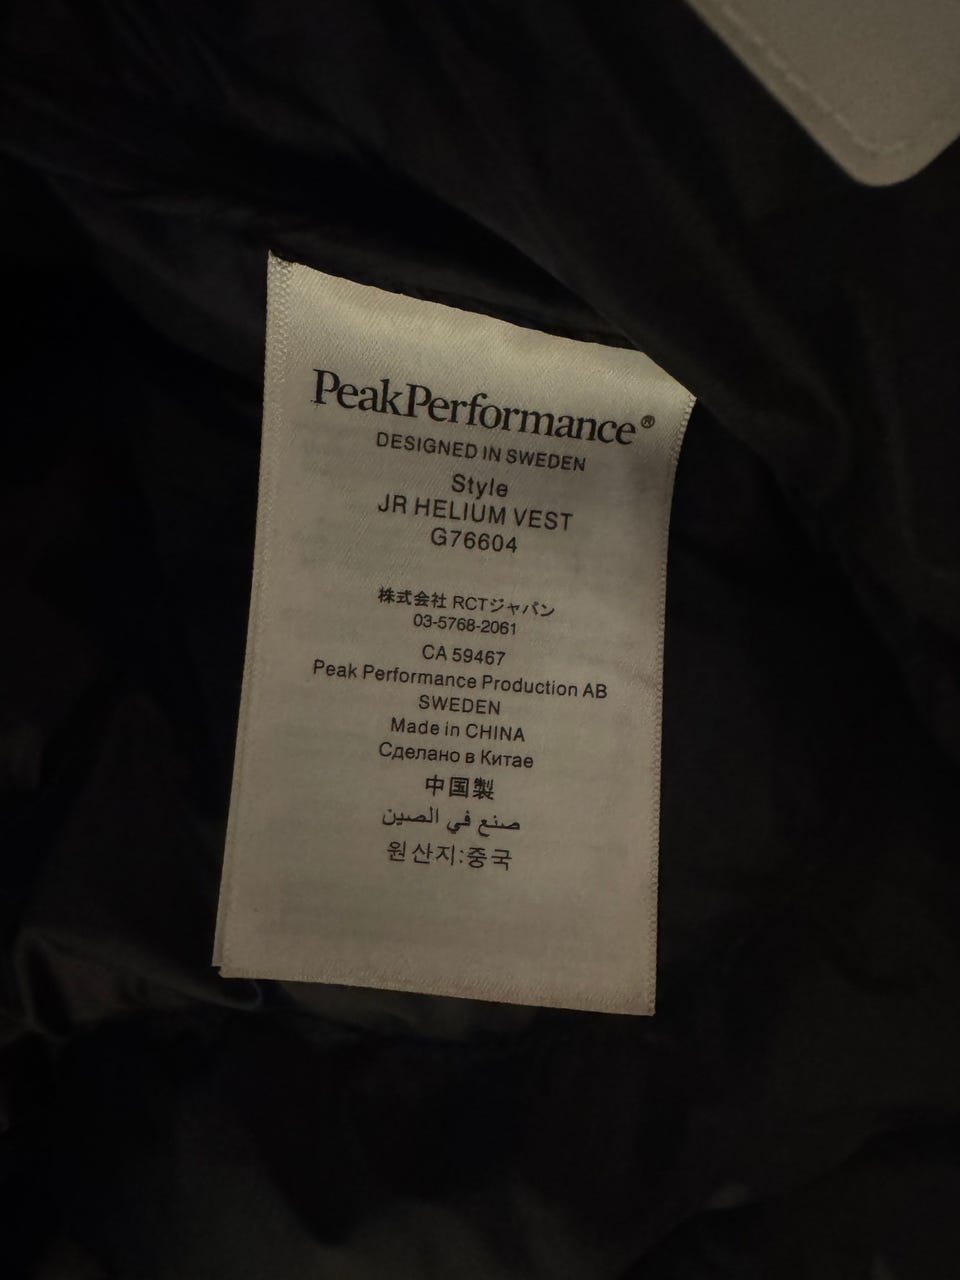 PeakPerformance®
DESIGNED IN SWEDEN
Style
JR HELIUM VEST
G76604
株式会社 RCTジャパン
03-5768-2061
CA 59467
Peak Performance Production AB
SWEDEN
Made in CHINA
Сделано в Китае
中国製
صنع في الصين
원산지:중국